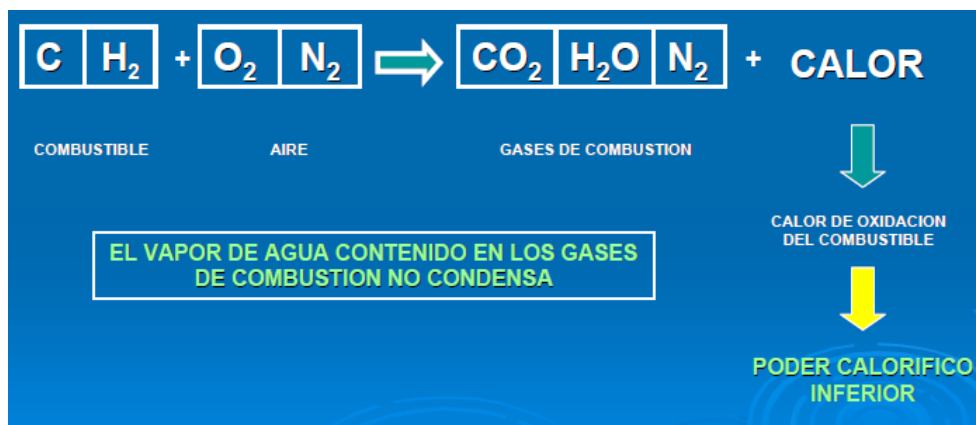 C H₂ + O₂ N₂ CO₂ H₂O N₂ + CALOR
COMBUSTIBLE AIRE GASES DE COMBUSTION
CALOR DE OXIDACION
DEL COMBUSTIBLE
EL VAPOR DE AGUA CONTENIDO EN LOS GASES
DE COMBUSTION NO CONDENSA
PODER CALORIFICO
INFERIOR